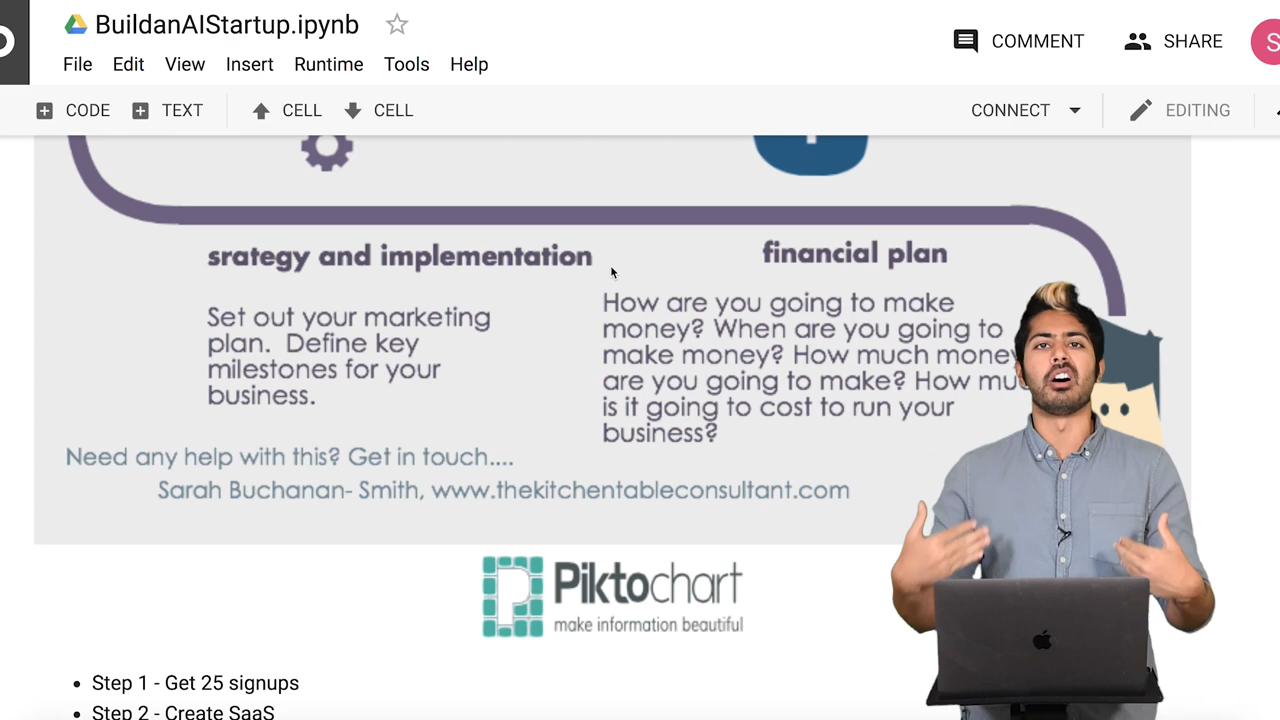 BuildanAIStartup.ipynb
COMMENT
SHARE
S
File Edit View Insert Runtime Tools Help
CODE TEXT CELL CELL
CONNECT
EDITING
srategy and implementation
Set out your marketing
plan. Define key
milestones for your
business.
financial plan
How are you going to make
money? When are you going to
make money? How much money
are you going to make? How mu
is it going to cost to run your
business?
Need any help with this? Get in touch....
Sarah Buchanan- Smith, www.thekitchentableconsultant.com
Piktochart
make information beautiful
• Step 1 - Get 25 signups
• Step 2 - Create SaaS